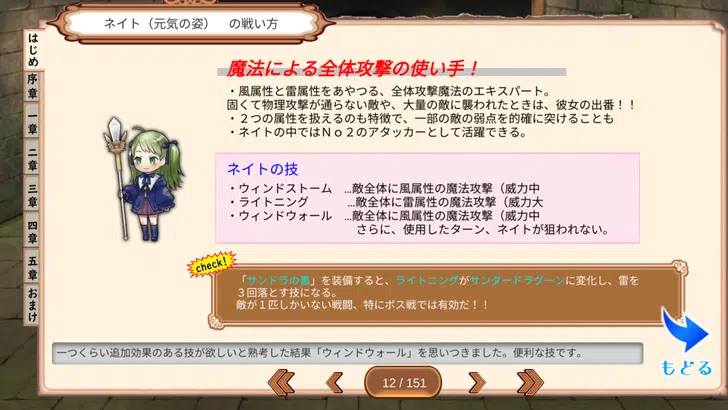 ネイト（元気の姿）　の戦い方
はじめ
序章
一章
二章
三章
四章
五章
おまけ
魔法による全体攻撃の使い手！
・風属性と雷属性をあやつる、全体攻撃魔法のエキスパート。
固くて物理攻撃が通らない敵や、大量の敵に襲われたときは、彼女の出番！！
・２つの属性を扱えるのも特徴で、一部の敵の弱点を的確に突けることも
・ネイトの中ではＮｏ２のアタッカーとして活躍できる。
ネイトの技
・ウィンドストーム　…敵全体に風属性の魔法攻撃（威力中
・ライトニング　　　…敵全体に雷属性の魔法攻撃（威力大
・ウィンドウォール　…敵全体に風属性の魔法攻撃（威力中
さらに、使用したターン、ネイトが狙われない。
check!
「サンドラの書」を装備すると、ライトニングがサンダードラグーンに変化し、雷を
３回落とす技になる。
敵が１匹しかいない戦闘、特にボス戦では有効だ！！
もどる
一つくらい追加効果のある技が欲しいと熟考した結果「ウィンドウォール」を思いつきました。便利な技です。
12 / 151